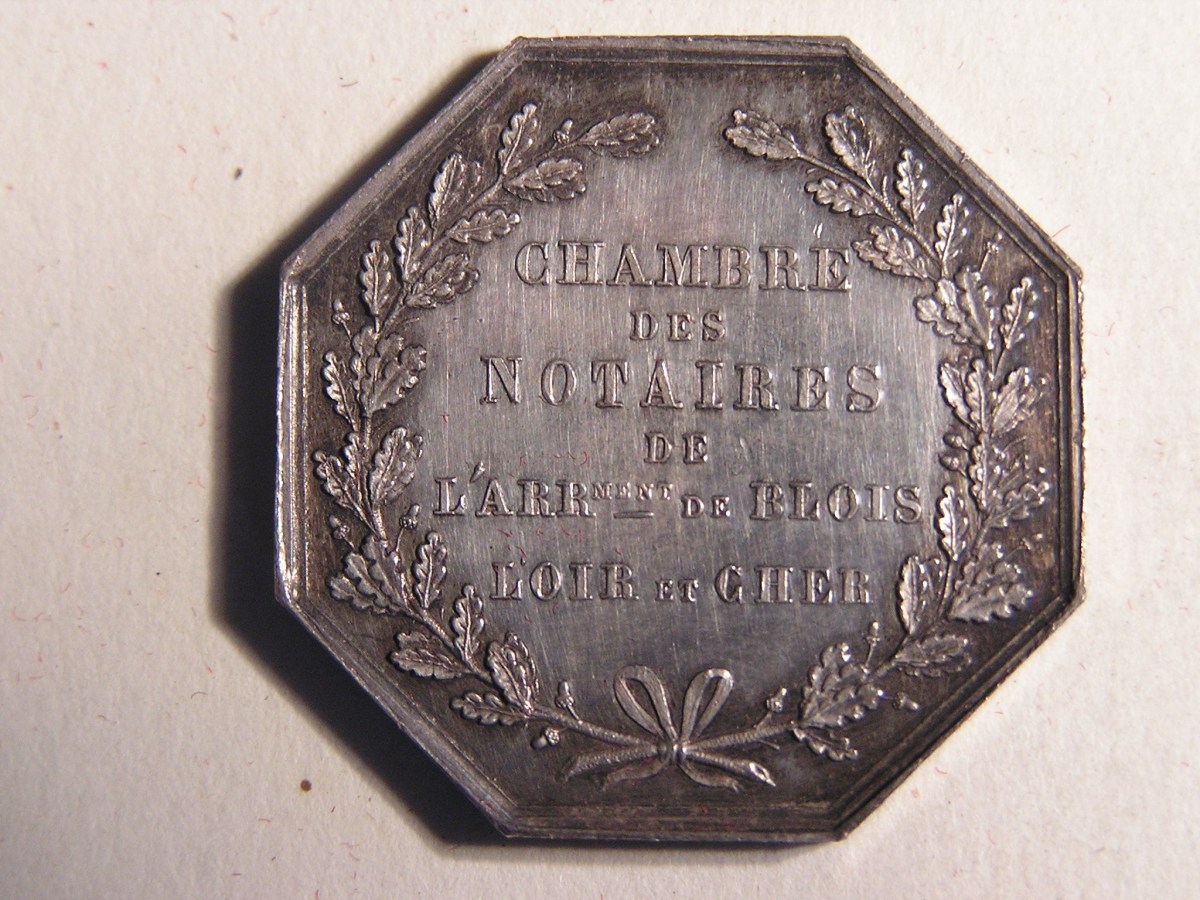 CHAMBRE
DES
NOTAIRES
DE
L'ARRMENT DE BLOIS
LOIR ET CHER